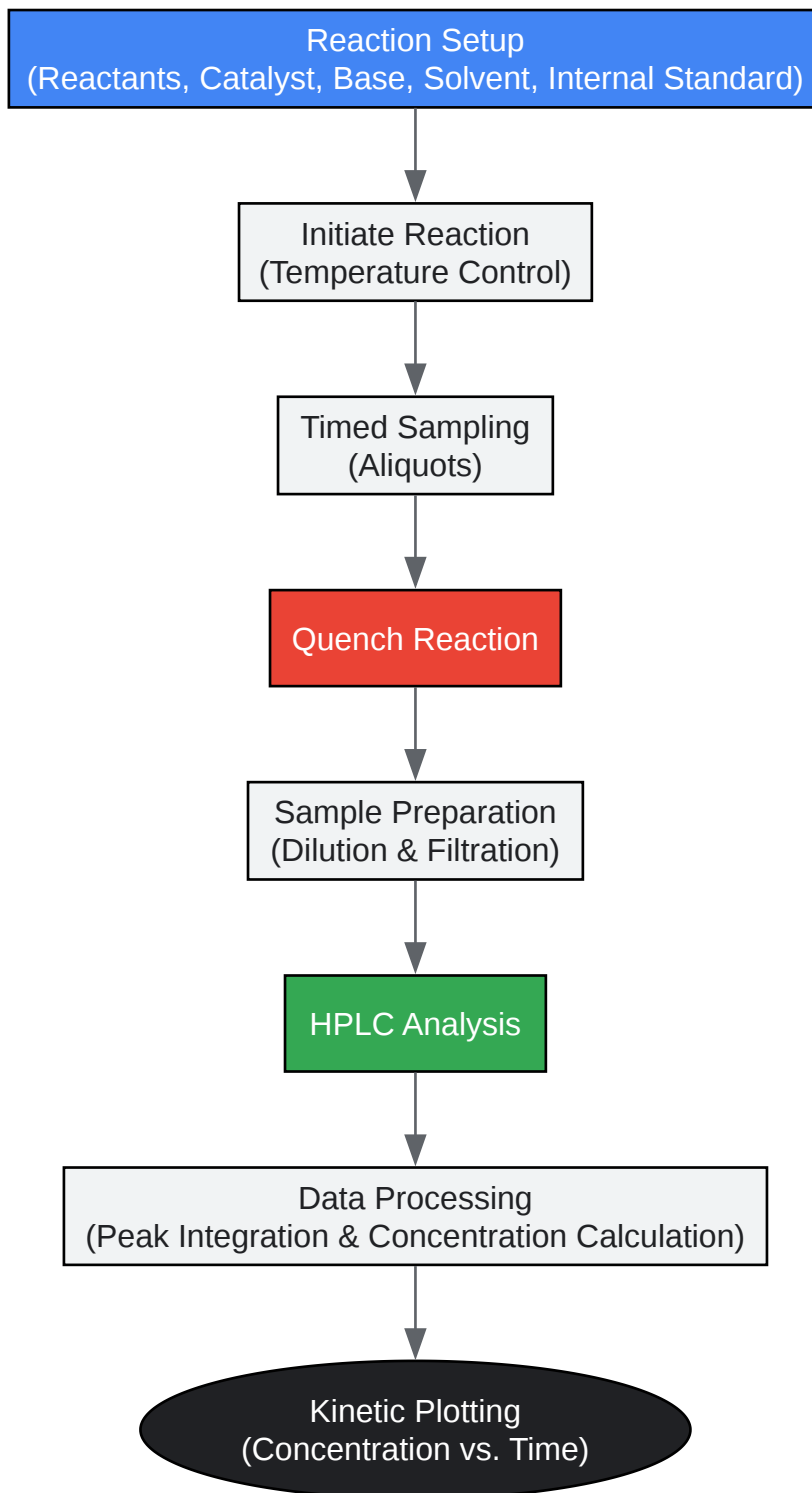 Reaction Setup
(Reactants, Catalyst, Base, Solvent, Internal Standard)
Initiate Reaction
(Temperature Control)
Timed Sampling
(Aliquots)
Quench Reaction
Sample Preparation
(Dilution & Filtration)
HPLC Analysis
Data Processing
(Peak Integration & Concentration Calculation)
Kinetic Plotting
(Concentration vs. Time)